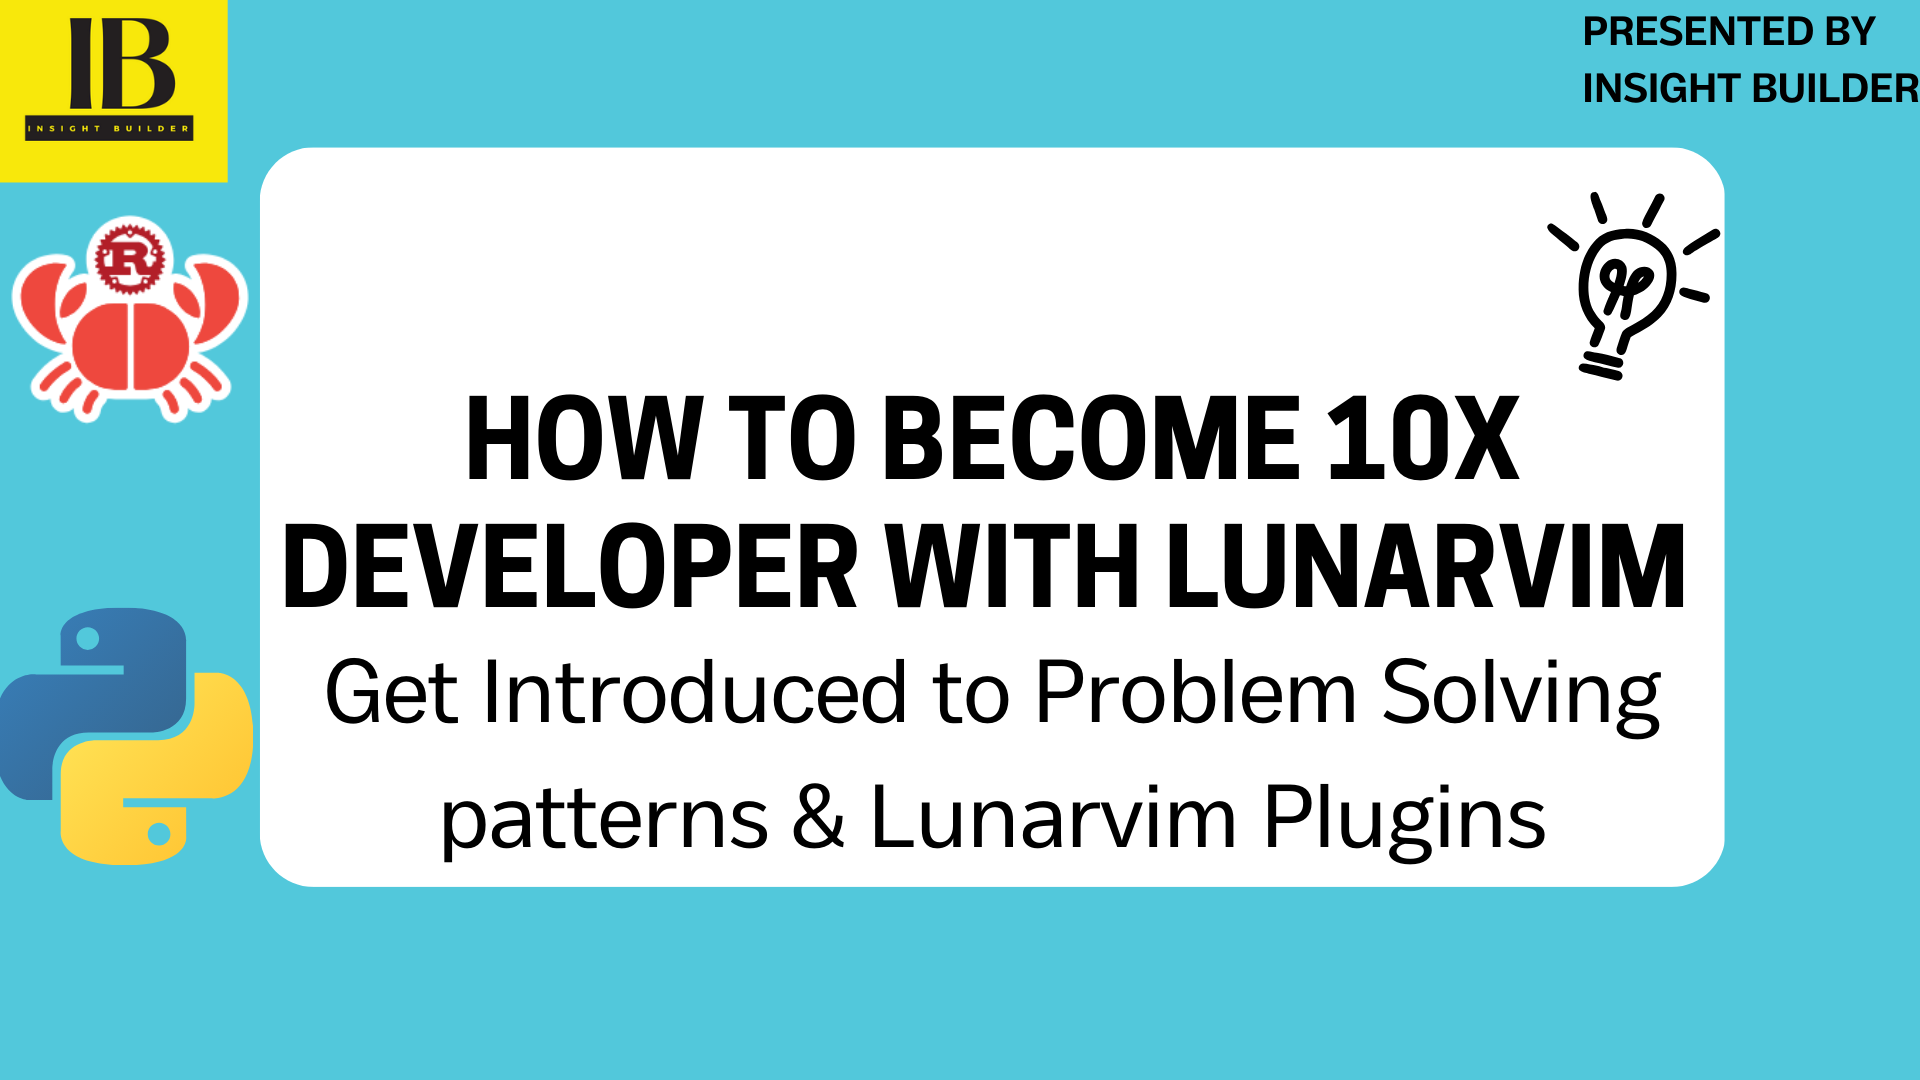 IB
INSIGHT BUILDER
PRESENTED BY
INSIGHT BUILDER
R
HOW TO BECOME 10X
DEVELOPER WITH LUNARVIM
Get Introduced to Problem Solving
patterns & Lunarvim Plugins